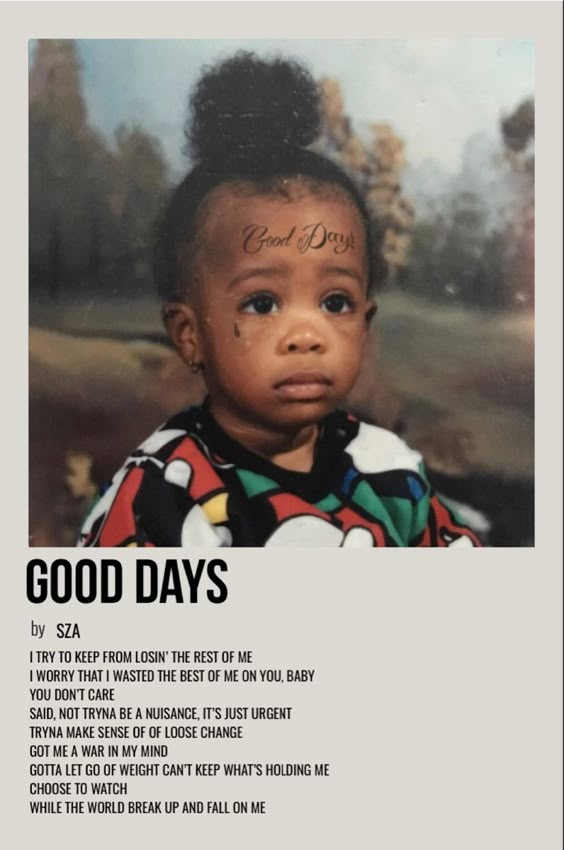 Good Days
GOOD DAYS
by SZA
I TRY TO KEEP FROM LOSIN' THE REST OF ME
I WORRY THAT I WASTED THE BEST OF ME ON YOU, BABY
YOU DON'T CARE
SAID, NOT TRYNA BE A NUISANCE, IT'S JUST URGENT
TRYNA MAKE SENSE OF OF LOOSE CHANGE
GOT ME A WAR IN MY MIND
GOTTA LET GO OF WEIGHT CAN'T KEEP WHAT'S HOLDING ME
CHOOSE TO WATCH
WHILE THE WORLD BREAK UP AND FALL ON ME